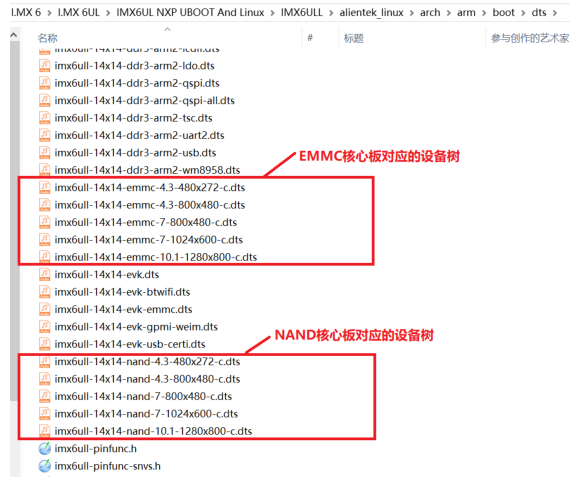 I.MX 6 > I.MX 6UL > IMX6UL NXP UBOOT And Linux > IMX6ULL > alientek_linux > arch > arm > boot > dts >
名称 # 标题 参与创作的艺术家
imx6ull-14x14-ddr3-arm2-lcdif.dts
imx6ull-14x14-ddr3-arm2-ldo.dts
imx6ull-14x14-ddr3-arm2-qspi.dts
imx6ull-14x14-ddr3-arm2-qspi-all.dts
imx6ull-14x14-ddr3-arm2-tsc.dts
imx6ull-14x14-ddr3-arm2-uart2.dts
imx6ull-14x14-ddr3-arm2-usb.dts
EMMC核心板对应的设备树
imx6ull-14x14-ddr3-arm2-wm8958.dts
imx6ull-14x14-emmc-4.3-480x272-c.dts
imx6ull-14x14-emmc-4.3-800x480-c.dts
imx6ull-14x14-emmc-7-800x480-c.dts
imx6ull-14x14-emmc-7-1024x600-c.dts
imx6ull-14x14-emmc-10.1-1280x800-c.dts
imx6ull-14x14-evk.dts
imx6ull-14x14-evk-btwifi.dts
imx6ull-14x14-evk-emmc.dts
imx6ull-14x14-evk-gpmi-weim.dts
NAND核心板对应的设备树
imx6ull-14x14-evk-usb-certi.dts
imx6ull-14x14-nand-4.3-480x272-c.dts
imx6ull-14x14-nand-4.3-800x480-c.dts
imx6ull-14x14-nand-7-800x480-c.dts
imx6ull-14x14-nand-7-1024x600-c.dts
imx6ull-14x14-nand-10.1-1280x800-c.dts
imx6ull-pinfunc.h
imx6ull-pinfunc-snvs.h